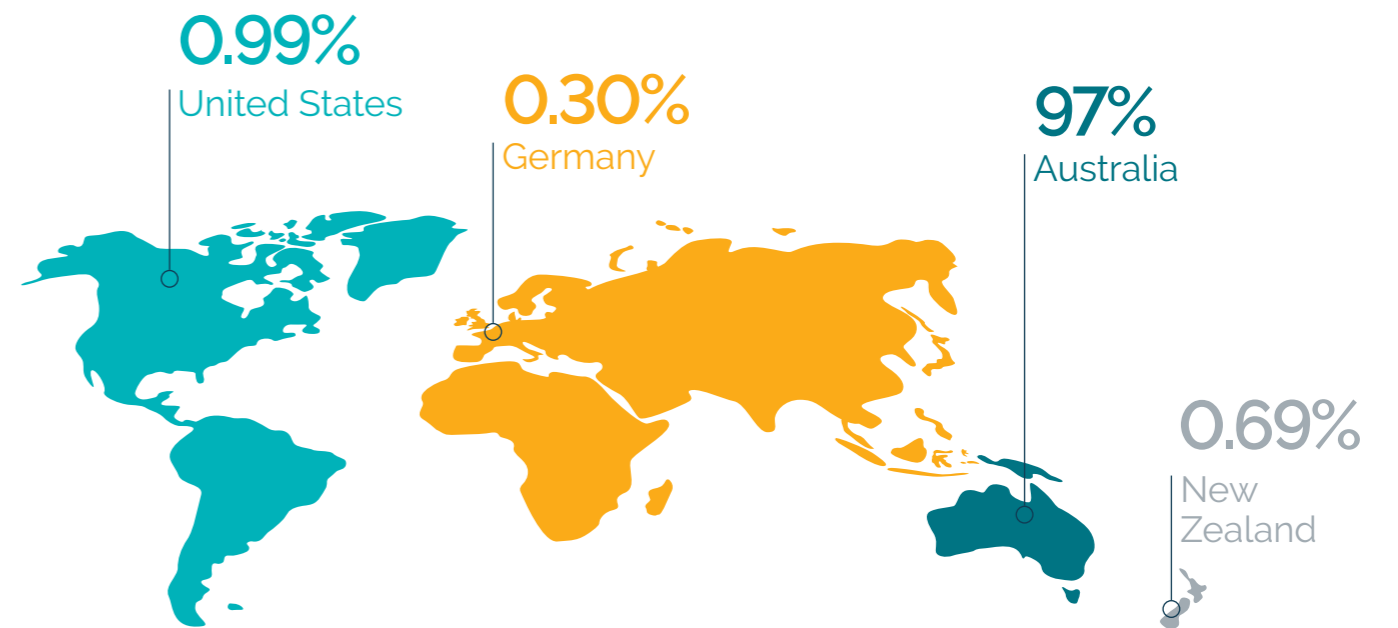 0.99%
United States
0.30%
Germany
97%
Australia
0.69%
New
Zealand